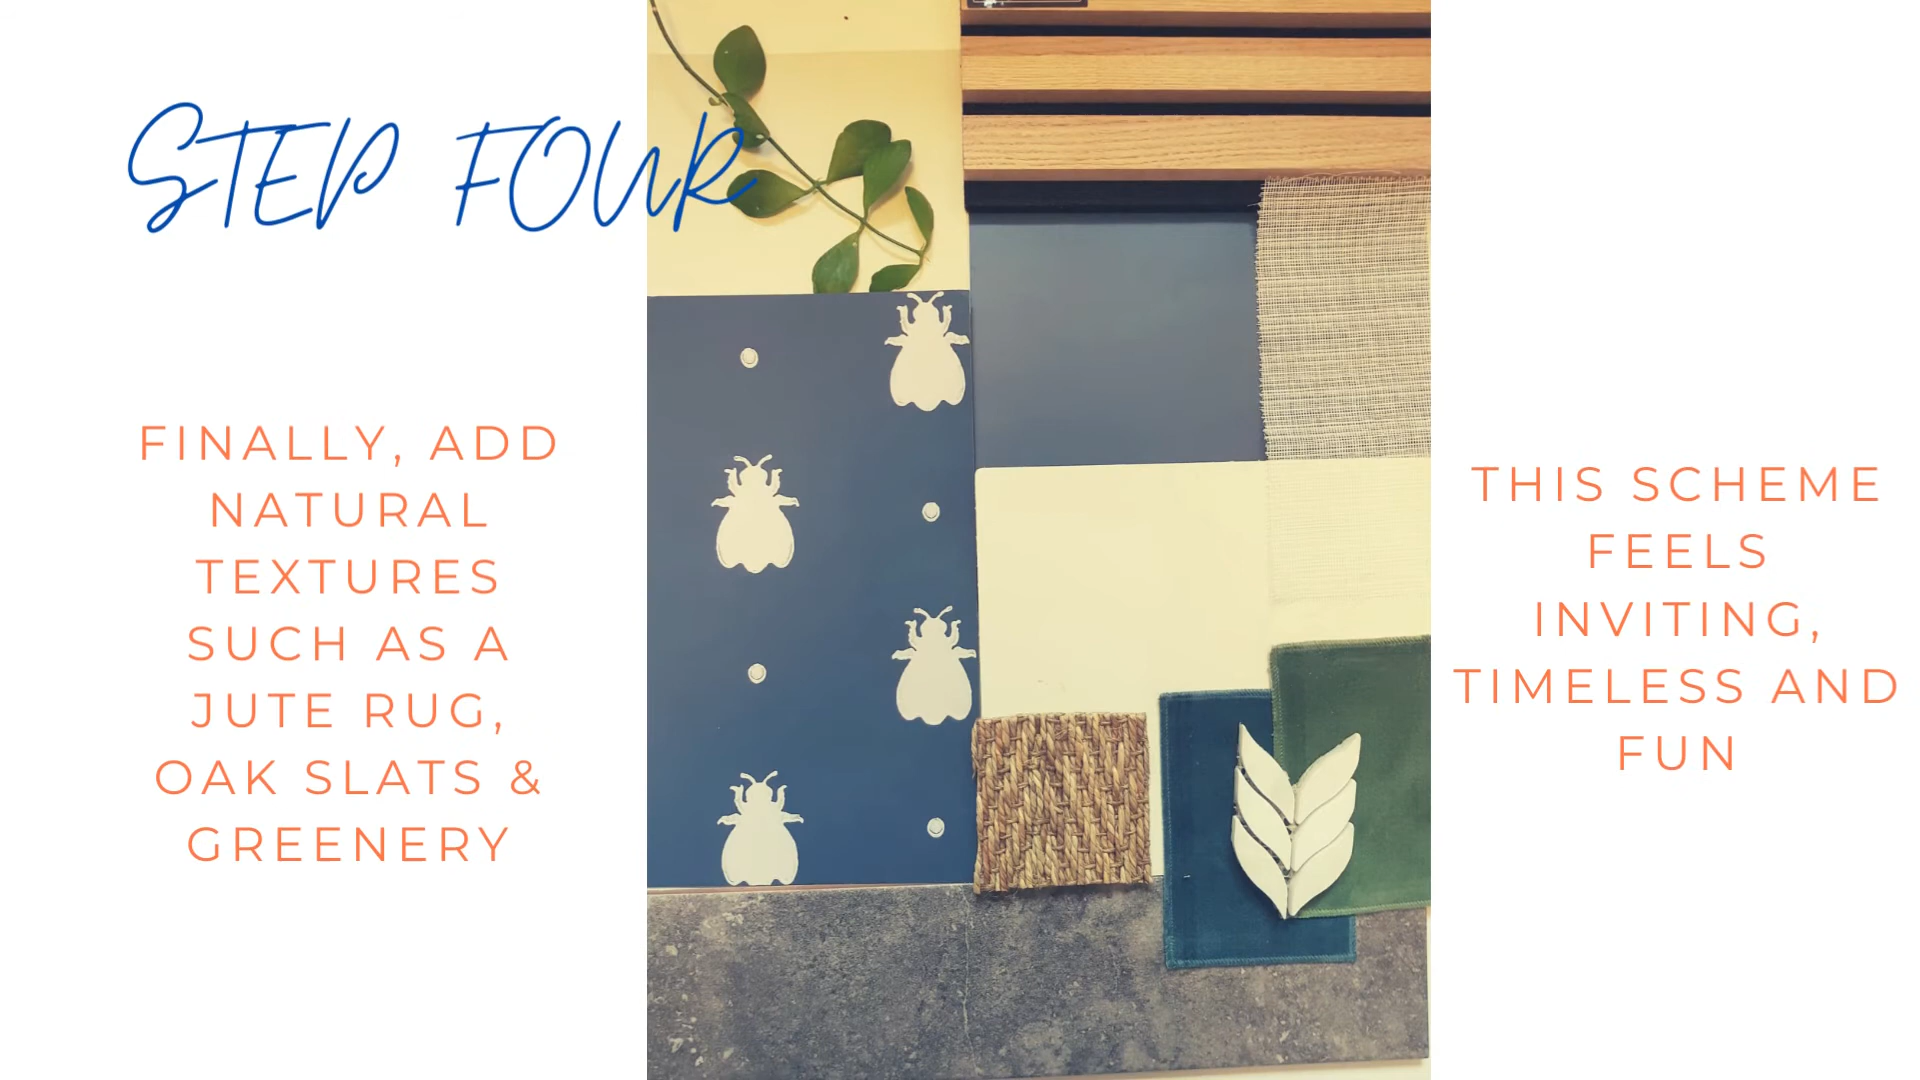 STEP FOUR
FINALLY, ADD
NATURAL
TEXTURES
SUCH AS A
JUTE RUG,
OAK SLATS &
GREENERY
THIS SCHEME
FEELS
INVITING,
TIMELESS AND
FUN